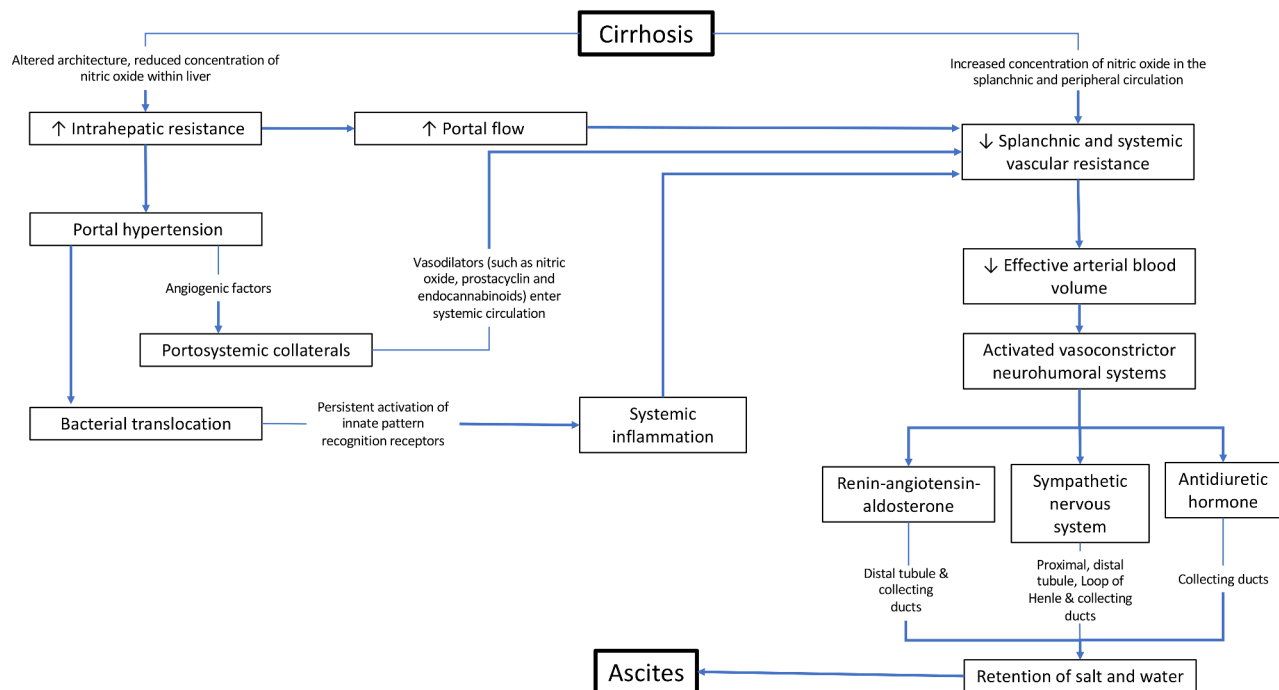 Cirrhosis
Altered architecture, reduced concentration of
nitric oxide within liver
Increased concentration of nitric oxide in the
splanchnic and peripheral circulation
↑ Intrahepatic resistance
↑ Portal flow
↓ Splanchnic and systemic
vascular resistance
Portal hypertension
Angiogenic factors
Vasodilators (such as nitric
oxide, prostacyclin and
endocannabinoids) enter
systemic circulation
↓ Effective arterial blood
volume
Portosystemic collaterals
Activated vasoconstrictor
neurohumoral systems
Bacterial translocation
Persistent activation of
innate pattern
recognition receptors
Systemic
inflammation
Renin-angiotensin-
aldosterone
Sympathetic
nervous
system
Antidiuretic
hormone
Distal tubule &
collecting
ducts
Proximal, distal
tubule, Loop of
Henle & collecting
ducts
Collecting ducts
Ascites
Retention of salt and water